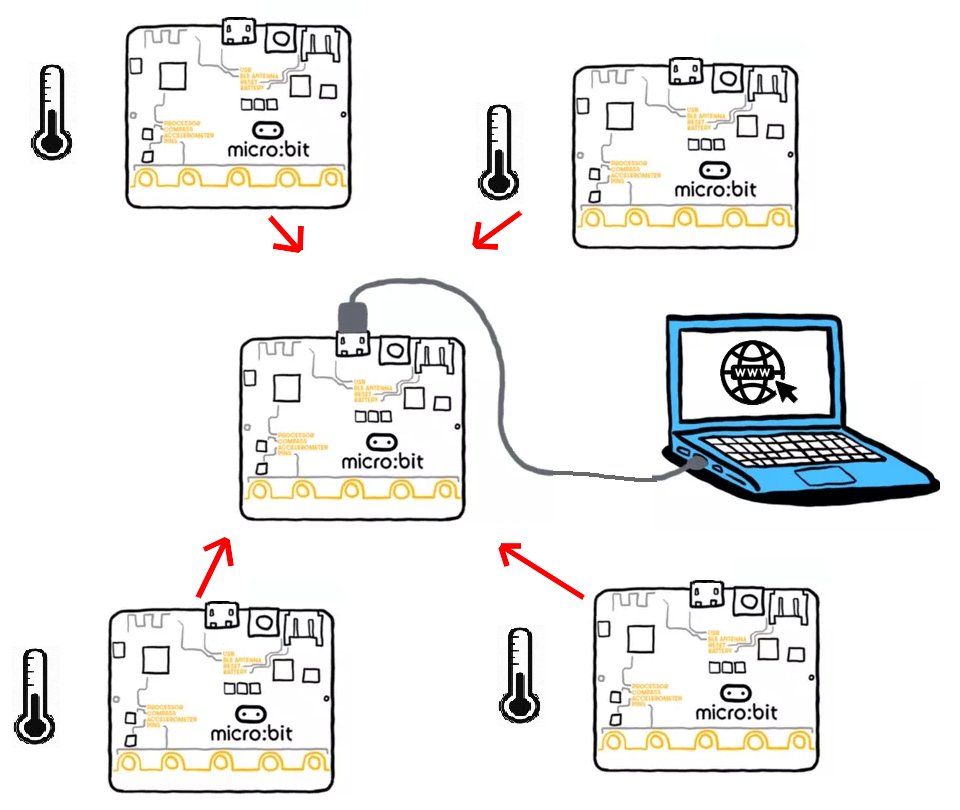 USB
BLE ANTENNA
RESET
BATTERY
PROCESSOR
COMPASS
ACCELEROMETER
PINS
micro:bit
USB
BLE ANTENNA
RESET
BATTERY
PROCESSOR
COMPASS
ACCELEROMETER
PINS
micro:bit
WWW
USB
BLE ANTENNA
RESET
BATTERY
PROCESSOR
COMPASS
ACCELEROMETER
PINS
micro:bit
USB
BLE ANTENNA
RESET
BATTERY
PROCESSOR
COMPASS
ACCELEROMETER
PINS
micro:bit
USB
BLE ANTENNA
RESET
BATTERY
PROCESSOR
COMPASS
ACCELEROMETER
PINS
micro:bit